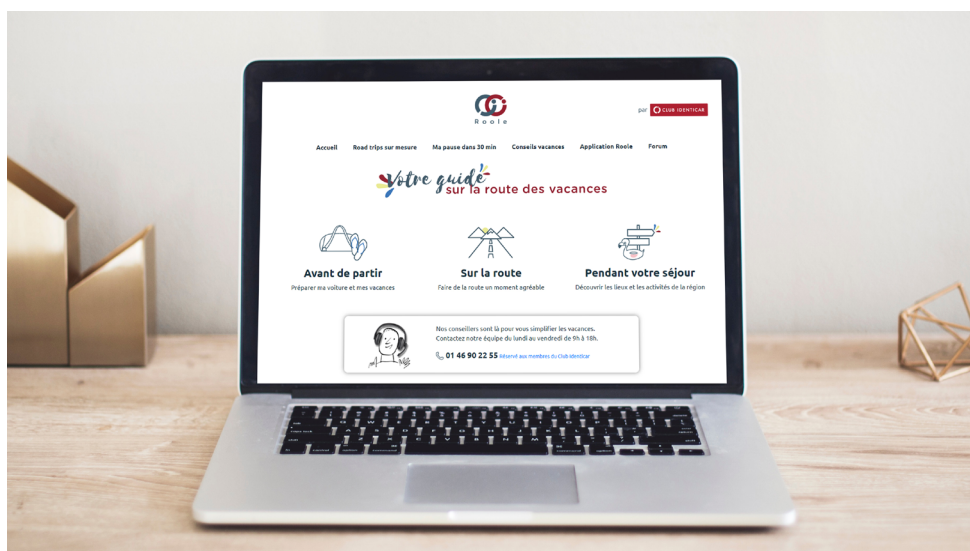 Roole
par CLUB IDENTICAR
Accueil Road trips sur mesure Ma pause dans 30 min Conseils vacances Application Roole Forum
Votre guide
sur la route des vacances
Avant de partir Sur la route Pendant votre séjour
Préparer ma voiture et mes vacances Faire de la route un moment agréable Découvrir les lieux et les activités de la région
Nos conseillers sont là pour vous simplifier les vacances.
Contactez notre équipe du lundi au vendredi de 9h à 18h.
01 46 90 22 55 Réservé aux membres du Club Identicar